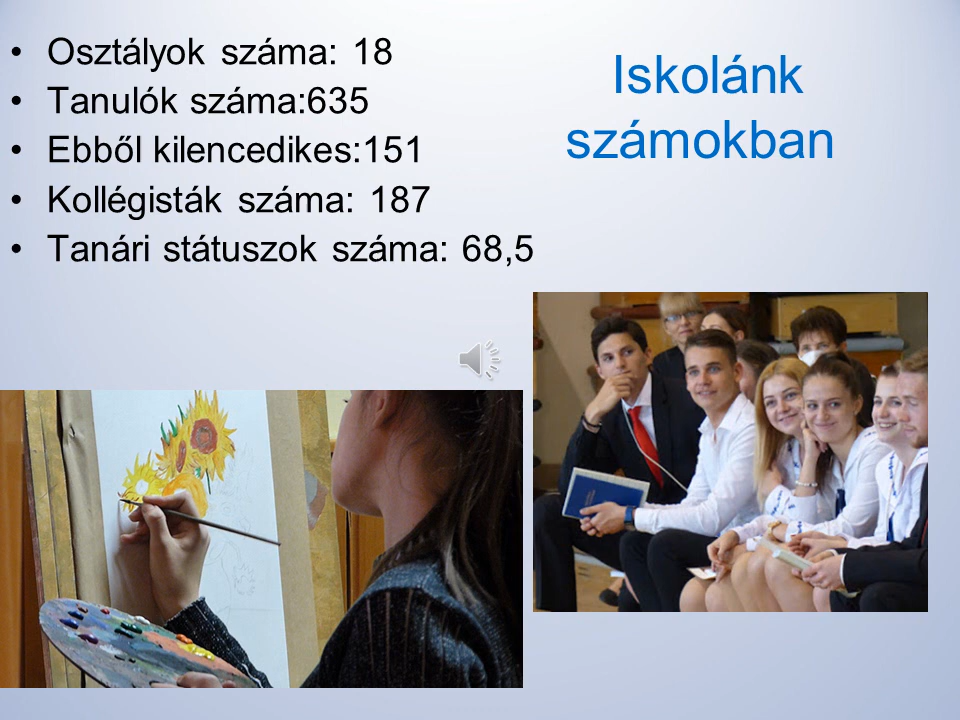 • Osztályok száma: 18
• Tanulók száma:635
• Ebből kilencedikes:151
• Kollégisták száma: 187
• Tanári státuszok száma: 68,5
Iskolánk
számokban